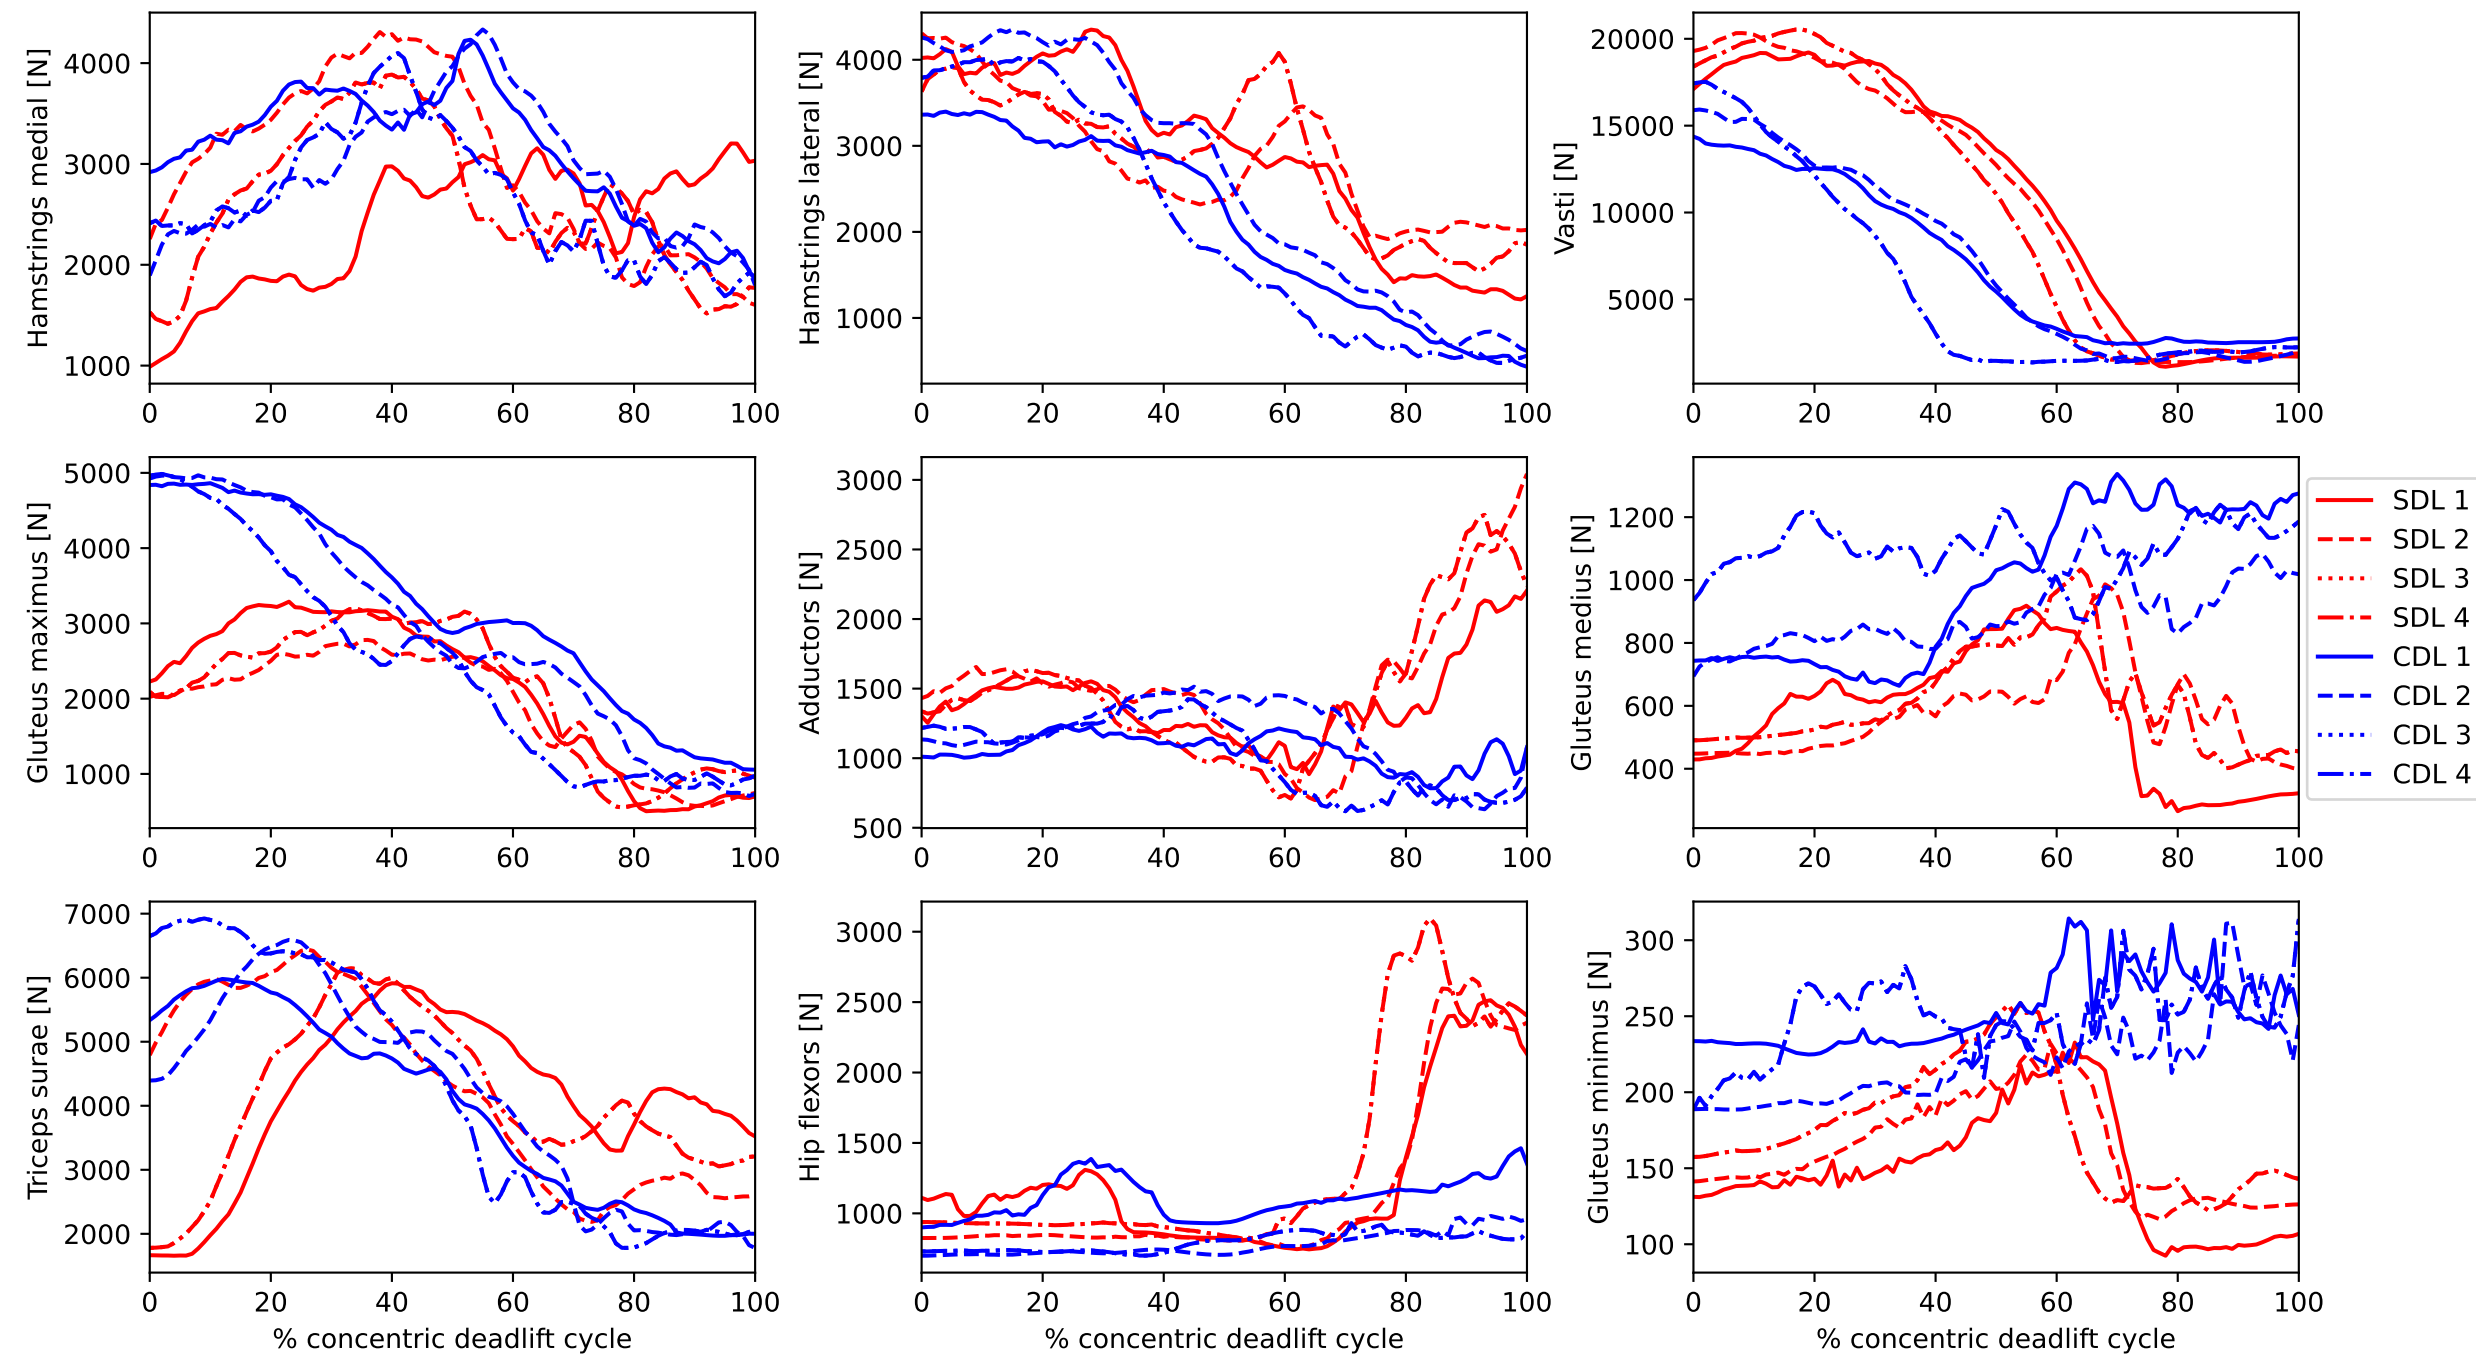 Hamstrings medial [N]
4000
3000
2000
1000
0 20 40 60 80 100
Hamstrings lateral [N]
4000
3000
2000
1000
0 20 40 60 80 100
Vasti [N]
20000
15000
10000
5000
0 20 40 60 80 100
Gluteus maximus [N]
5000
4000
3000
2000
1000
0 20 40 60 80 100
Adductors [N]
3000
2500
2000
1500
1000
500
0 20 40 60 80 100
Gluteus medius [N]
1200
1000
800
600
400
0 20 40 60 80 100
SDL 1
SDL 2
SDL 3
SDL 4
CDL 1
CDL 2
CDL 3
CDL 4
Triceps surae [N]
7000
6000
5000
4000
3000
2000
0 20 40 60 80 100
% concentric deadlift cycle
Hip flexors [N]
3000
2500
2000
1500
1000
0 20 40 60 80 100
% concentric deadlift cycle
Gluteus minimus [N]
300
250
200
150
100
0 20 40 60 80 100
% concentric deadlift cycle